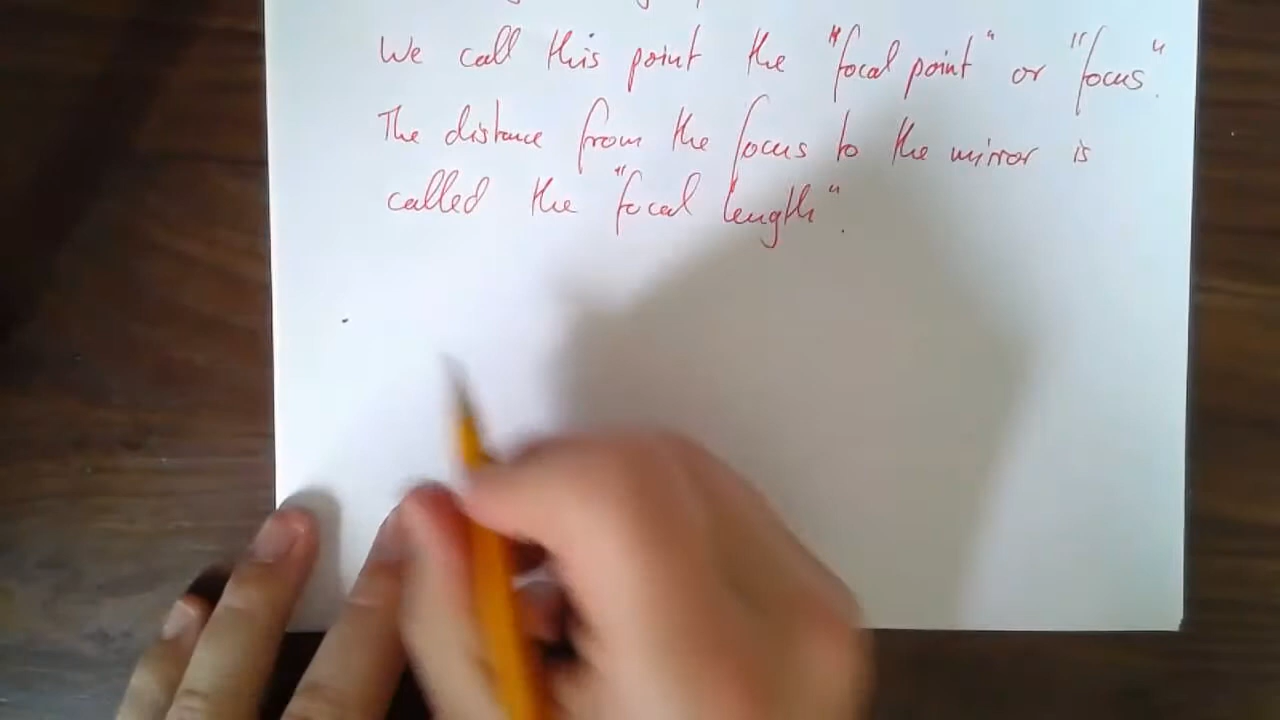 We call this point the "focal point" or "focus".
The distance from the focus to the mirror is
called the "focal length".